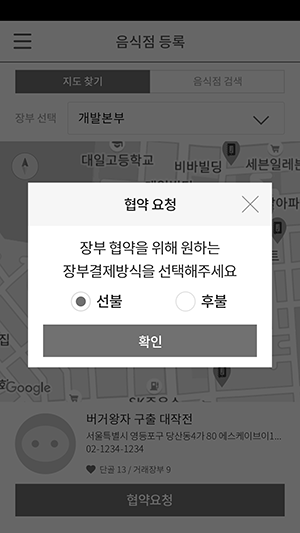 음식점 등록
지도 찾기
음식점 검색
장부 선택
개발본부
대일고등학교
비바빌딩
세븐일레븐
협약 요청
장부 협약을 위해 원하는
장부결제방식을 선택해주세요
선불
후불
확인
Google
버거왕자 구출 대작전
서울특별시 영등포구 당산동4가 80 에스케이브이1...
02-1234-1234
단골 13 / 거래장부 9
협약요청